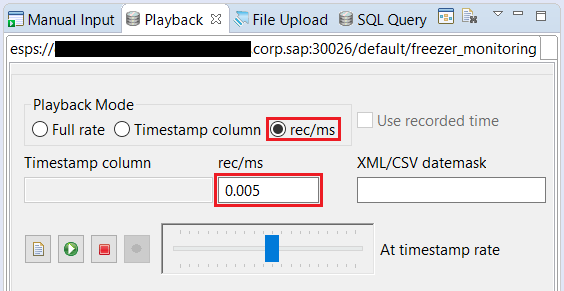 Manual Input Playback File Upload SQL Query
esps:// .corp.sap:30026/default/freezer_monitoring
Playback Mode
Full rate Timestamp column rec/ms Use recorded time
Timestamp column rec/ms XML/CSV datemask
0.005
At timestamp rate